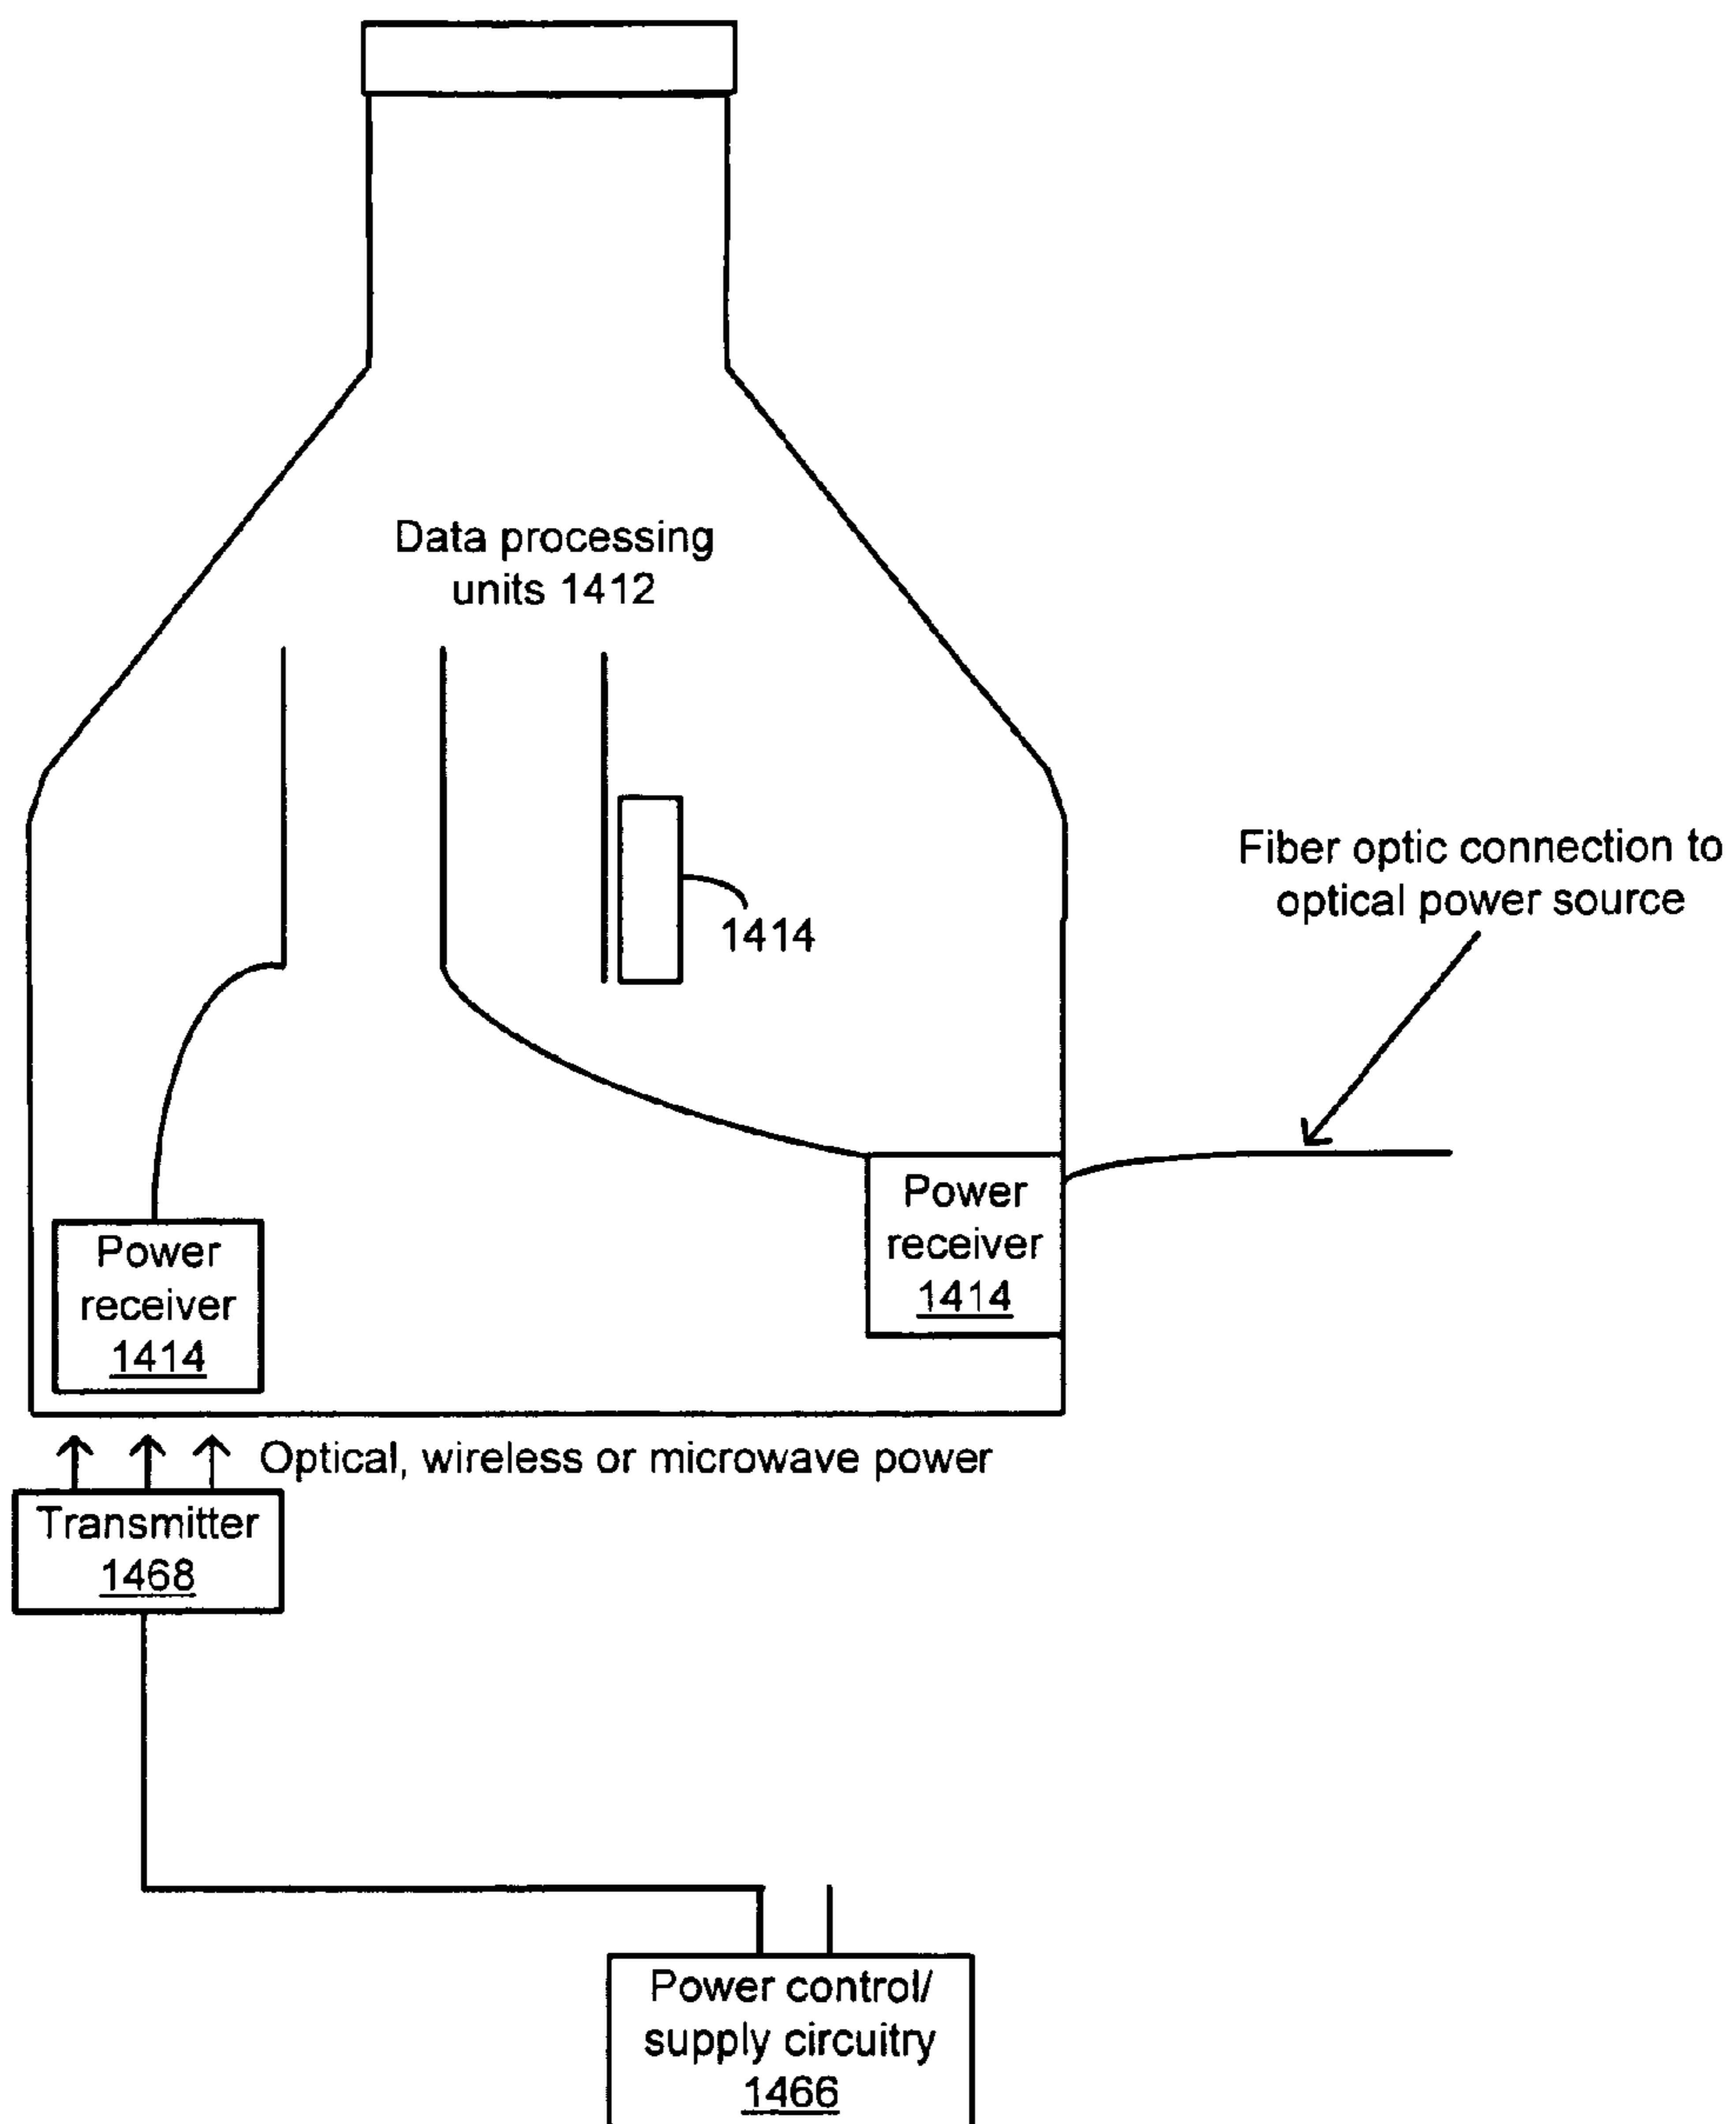 Data processing
units 1412
1414
Fiber optic connection to
optical power source
Power
receiver
1414
Power
receiver
1414
Optical, wireless or microwave power
Transmitter
1468
Power control/
supply circuitry
1466